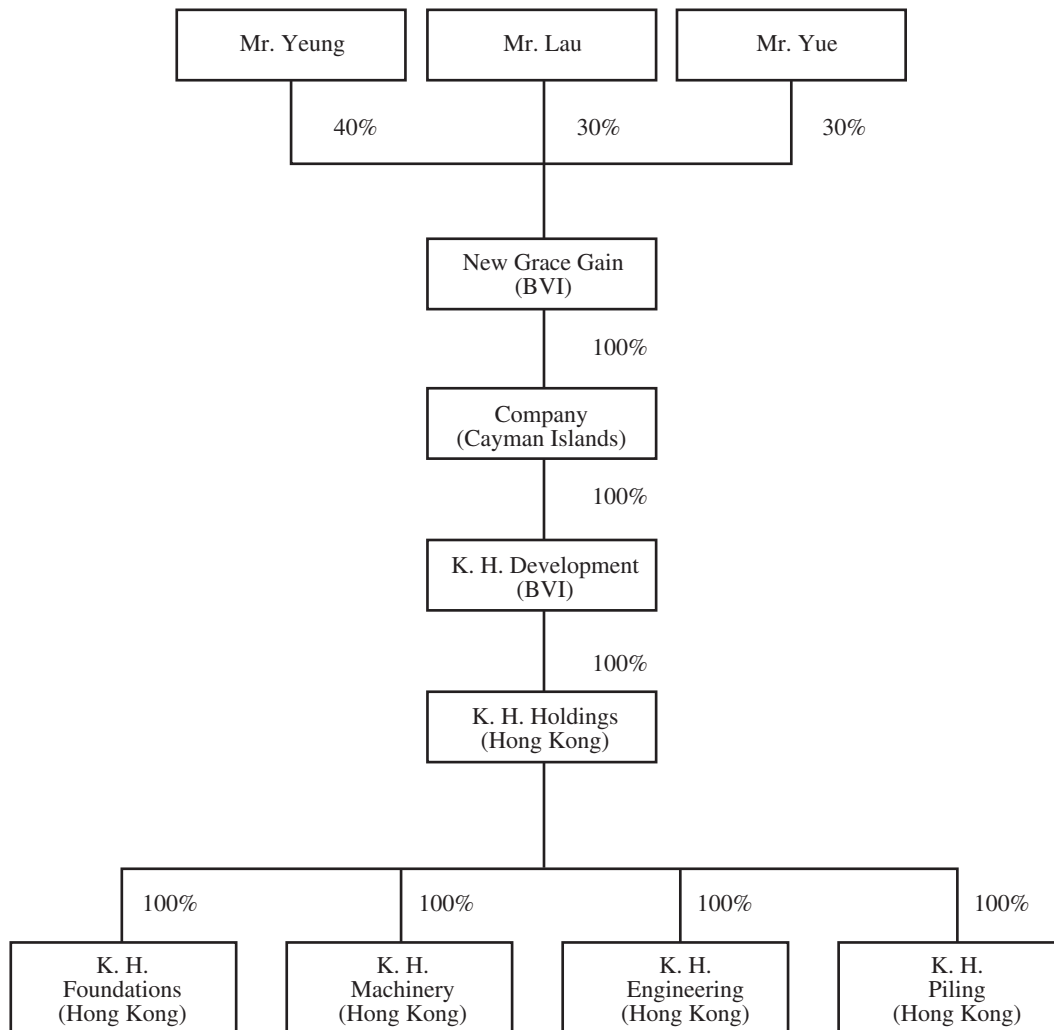 Mr. Yeung
Mr. Lau
Mr. Yue
40%
30%
30%
New Grace Gain
(BVI)
100%
Company
(Cayman Islands)
100%
K. H. Development
(BVI)
100%
K. H. Holdings
(Hong Kong)
100%
100%
100%
100%
K. H.
Foundations
(Hong Kong)
K. H.
Machinery
(Hong Kong)
K. H.
Engineering
(Hong Kong)
K. H.
Piling
(Hong Kong)